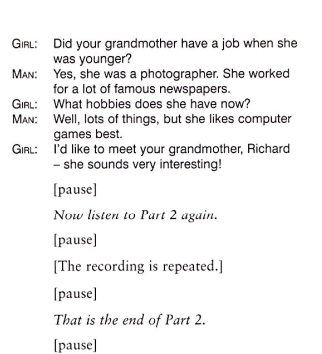 GIRL: Did your grandmother have a job when she
was younger?
MAN: Yes, she was a photographer. She worked
for a lot of famous newspapers.
GIRL: What hobbies does she have now?
MAN: Well, lots of things, but she likes computer
games best.
GIRL: I'd like to meet your grandmother, Richard
– she sounds very interesting!
[pause]
Now listen to Part 2 again.
[pause]
[The recording is repeated.]
[pause]
That is the end of Part 2.
[pause]